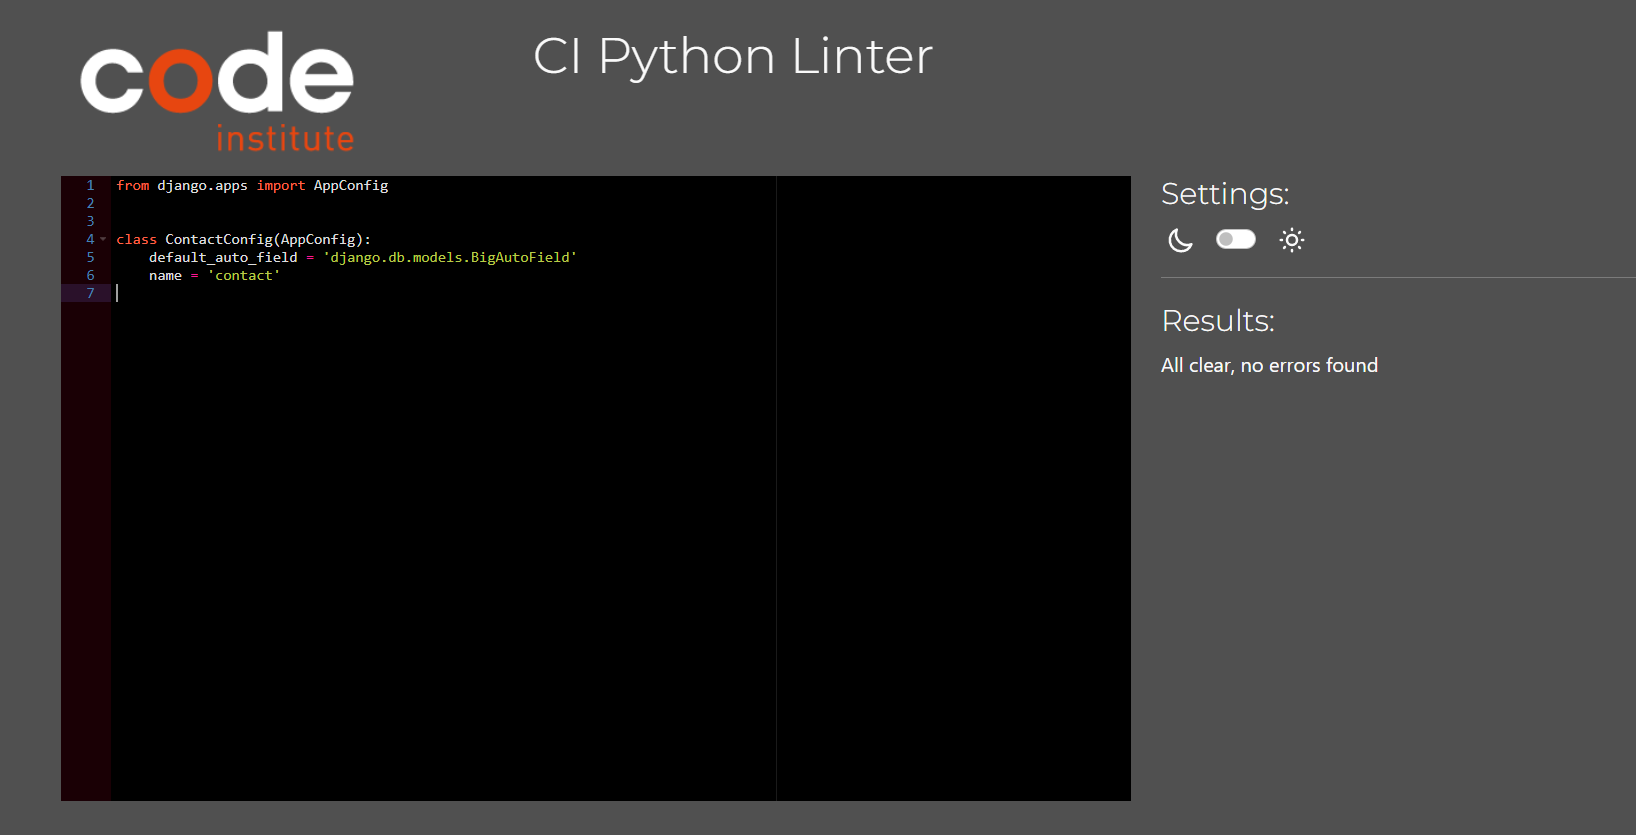 code
institute
CI Python Linter
1 from django.apps import AppConfig
2
3
4 class ContactConfig(AppConfig):
5     default_auto_field = 'django.db.models.BigAutoField'
6     name = 'contact'
7
Settings:
Results:
All clear, no errors found